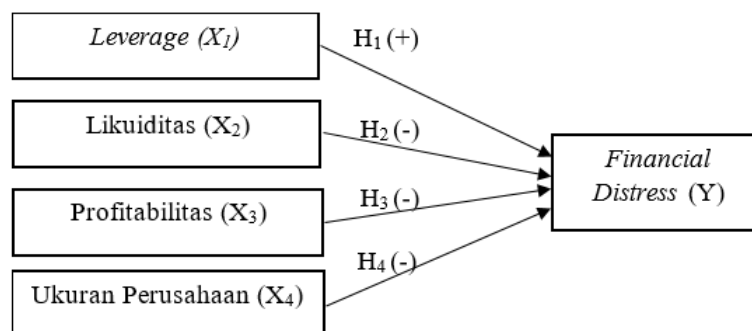 Leverage (X₁)
H₁ (+)
Likuiditas (X₂)
H₂ (-)
Profitabilitas (X₃)
H₃ (-)
Ukuran Perusahaan (X₄)
H₄ (-)
Financial
Distress (Y)